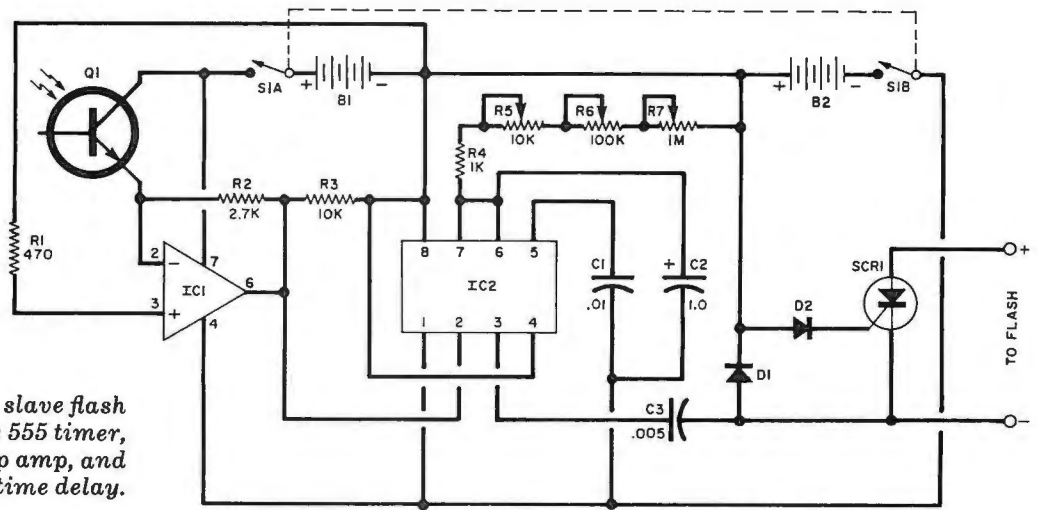 Q1
S1A
+
B1
-
+
B2
-
S1B
R5
10K
R6
100K
R7
1M
R4
1K
R2
2.7K
R3
10K
R1
470
2
-
7
3
+
IC1
6
4
8
7
6
5
IC2
1
2
3
4
C1
.01
+
C2
1.0
SCR1
D2
D1
C3
.005
+
TO FLASH
-
slave flash
555 timer,
p amp, and
time delay.